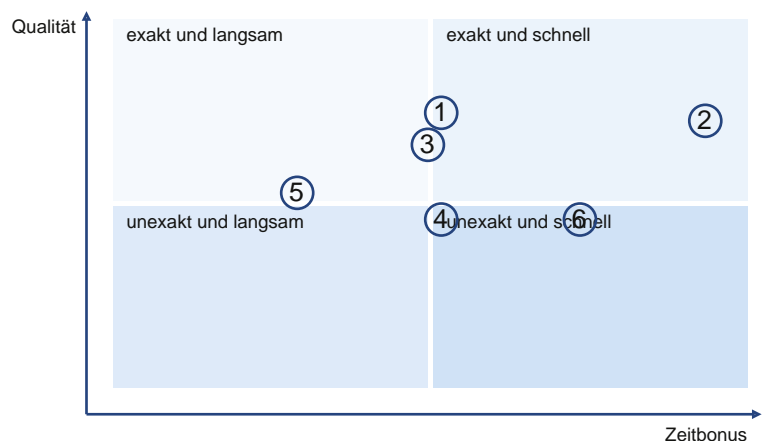 Qualität
exakt und langsam
exakt und schnell
1
2
3
5
4
6
unexakt und langsam
unexakt und schnell
Zeitbonus